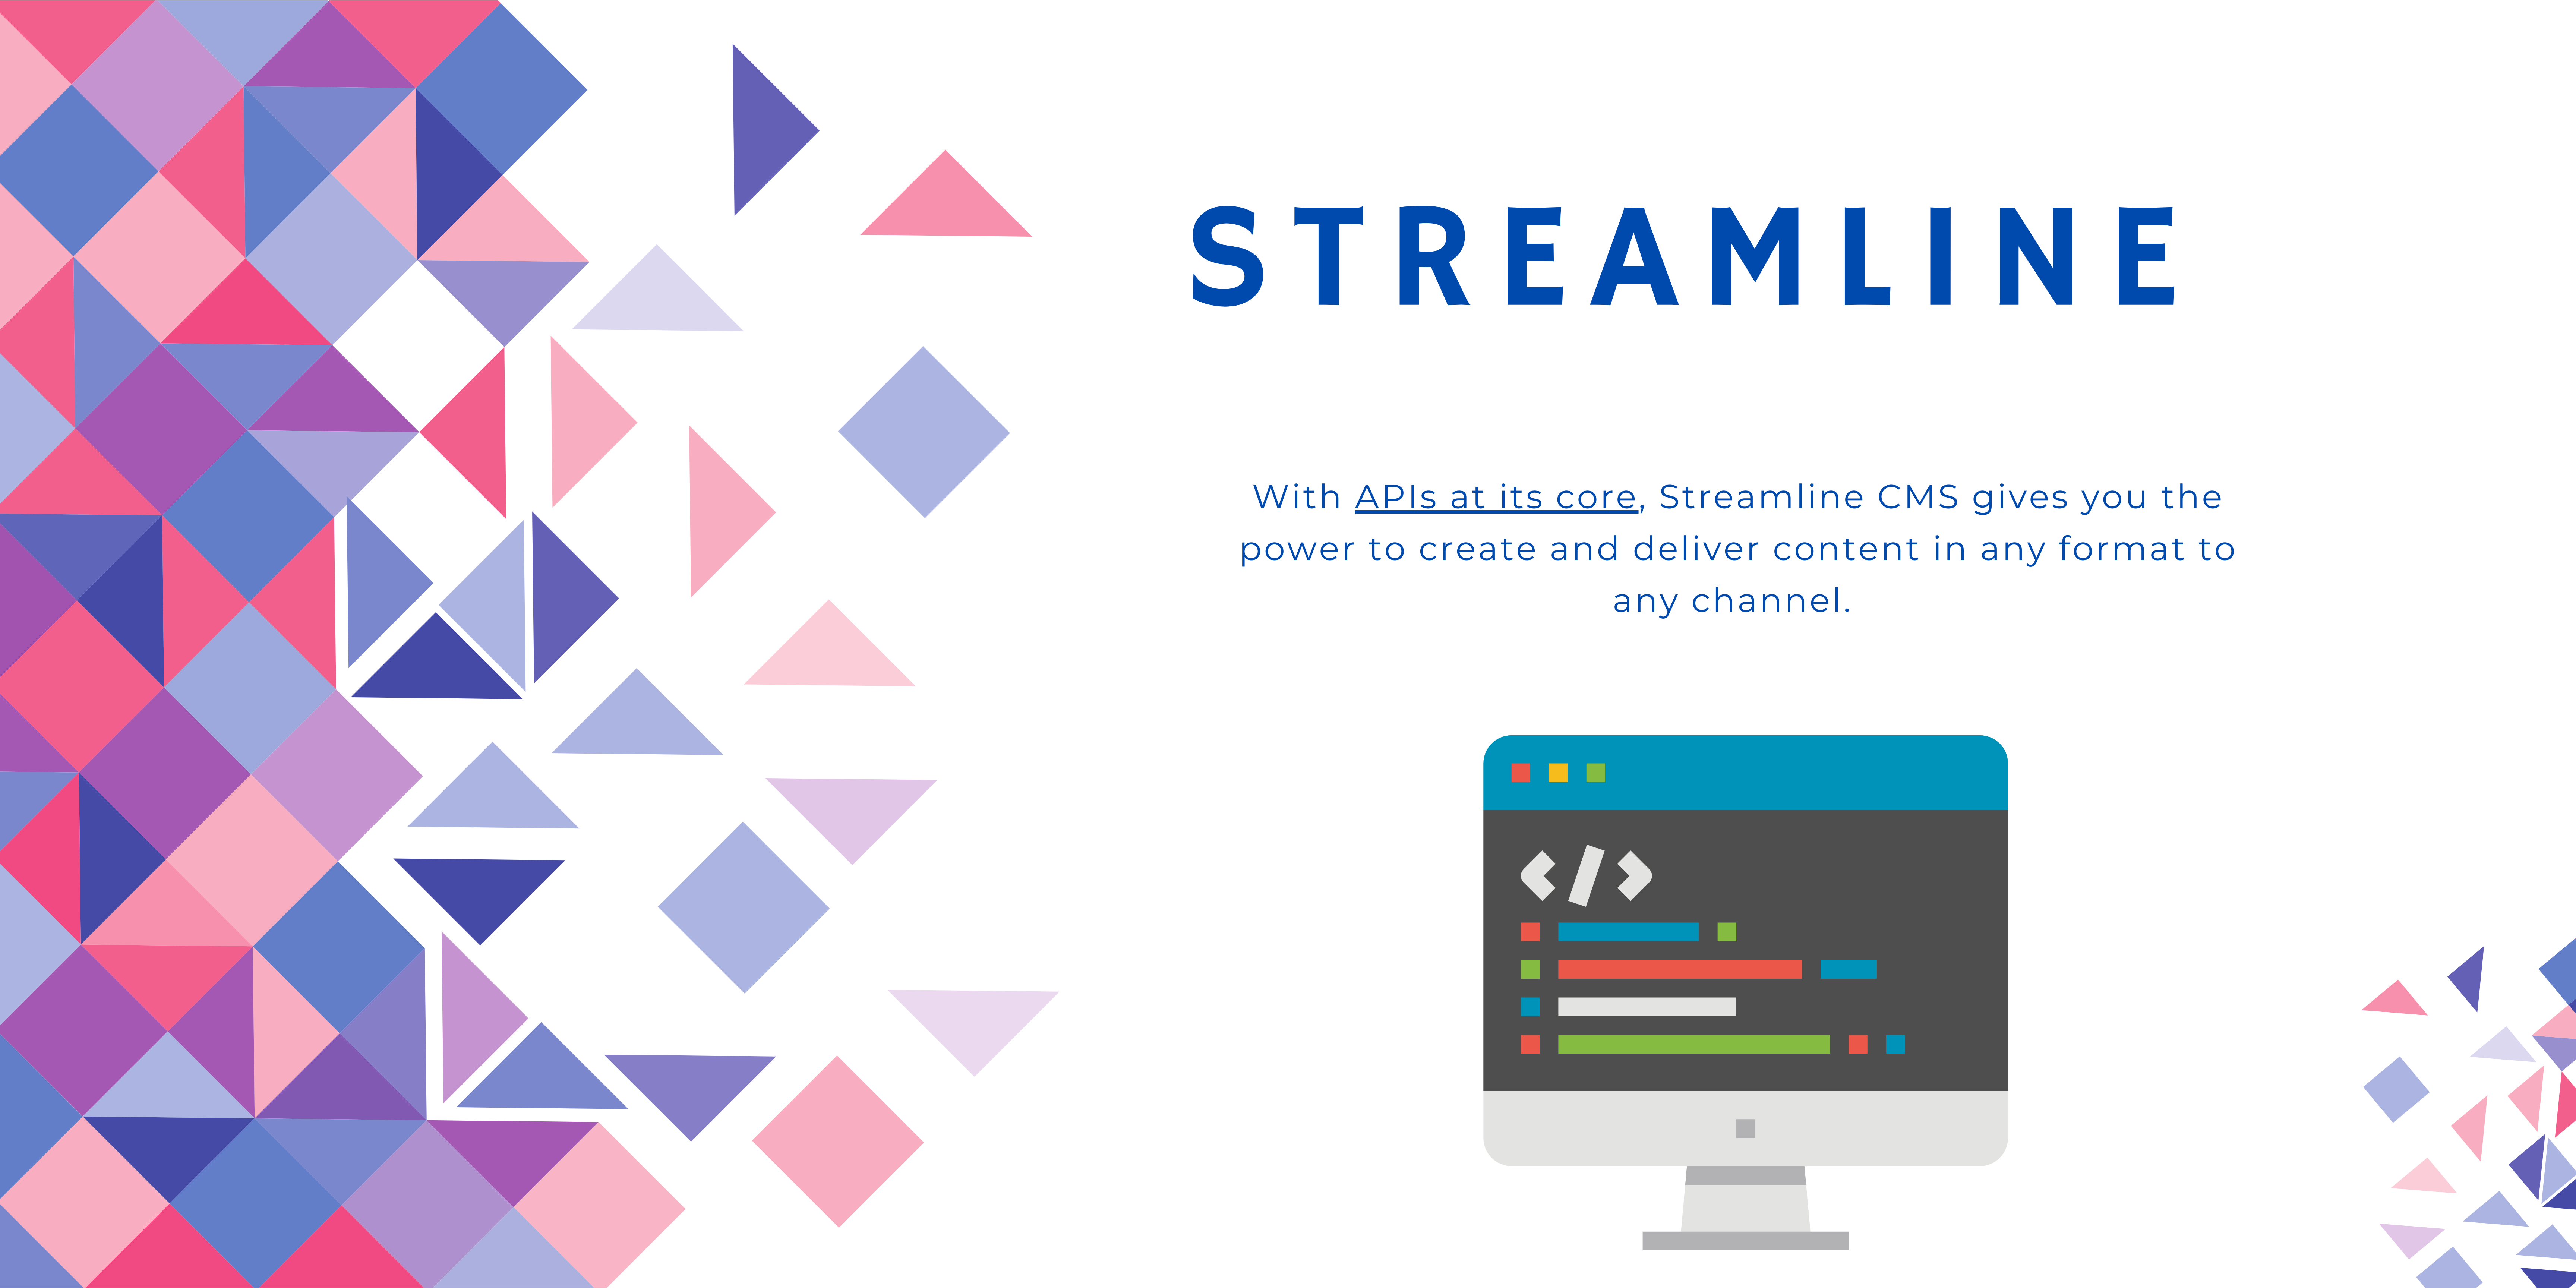 STREAMLINE
With APIs at its core, Streamline CMS gives you the
power to create and deliver content in any format to
any channel.
</>